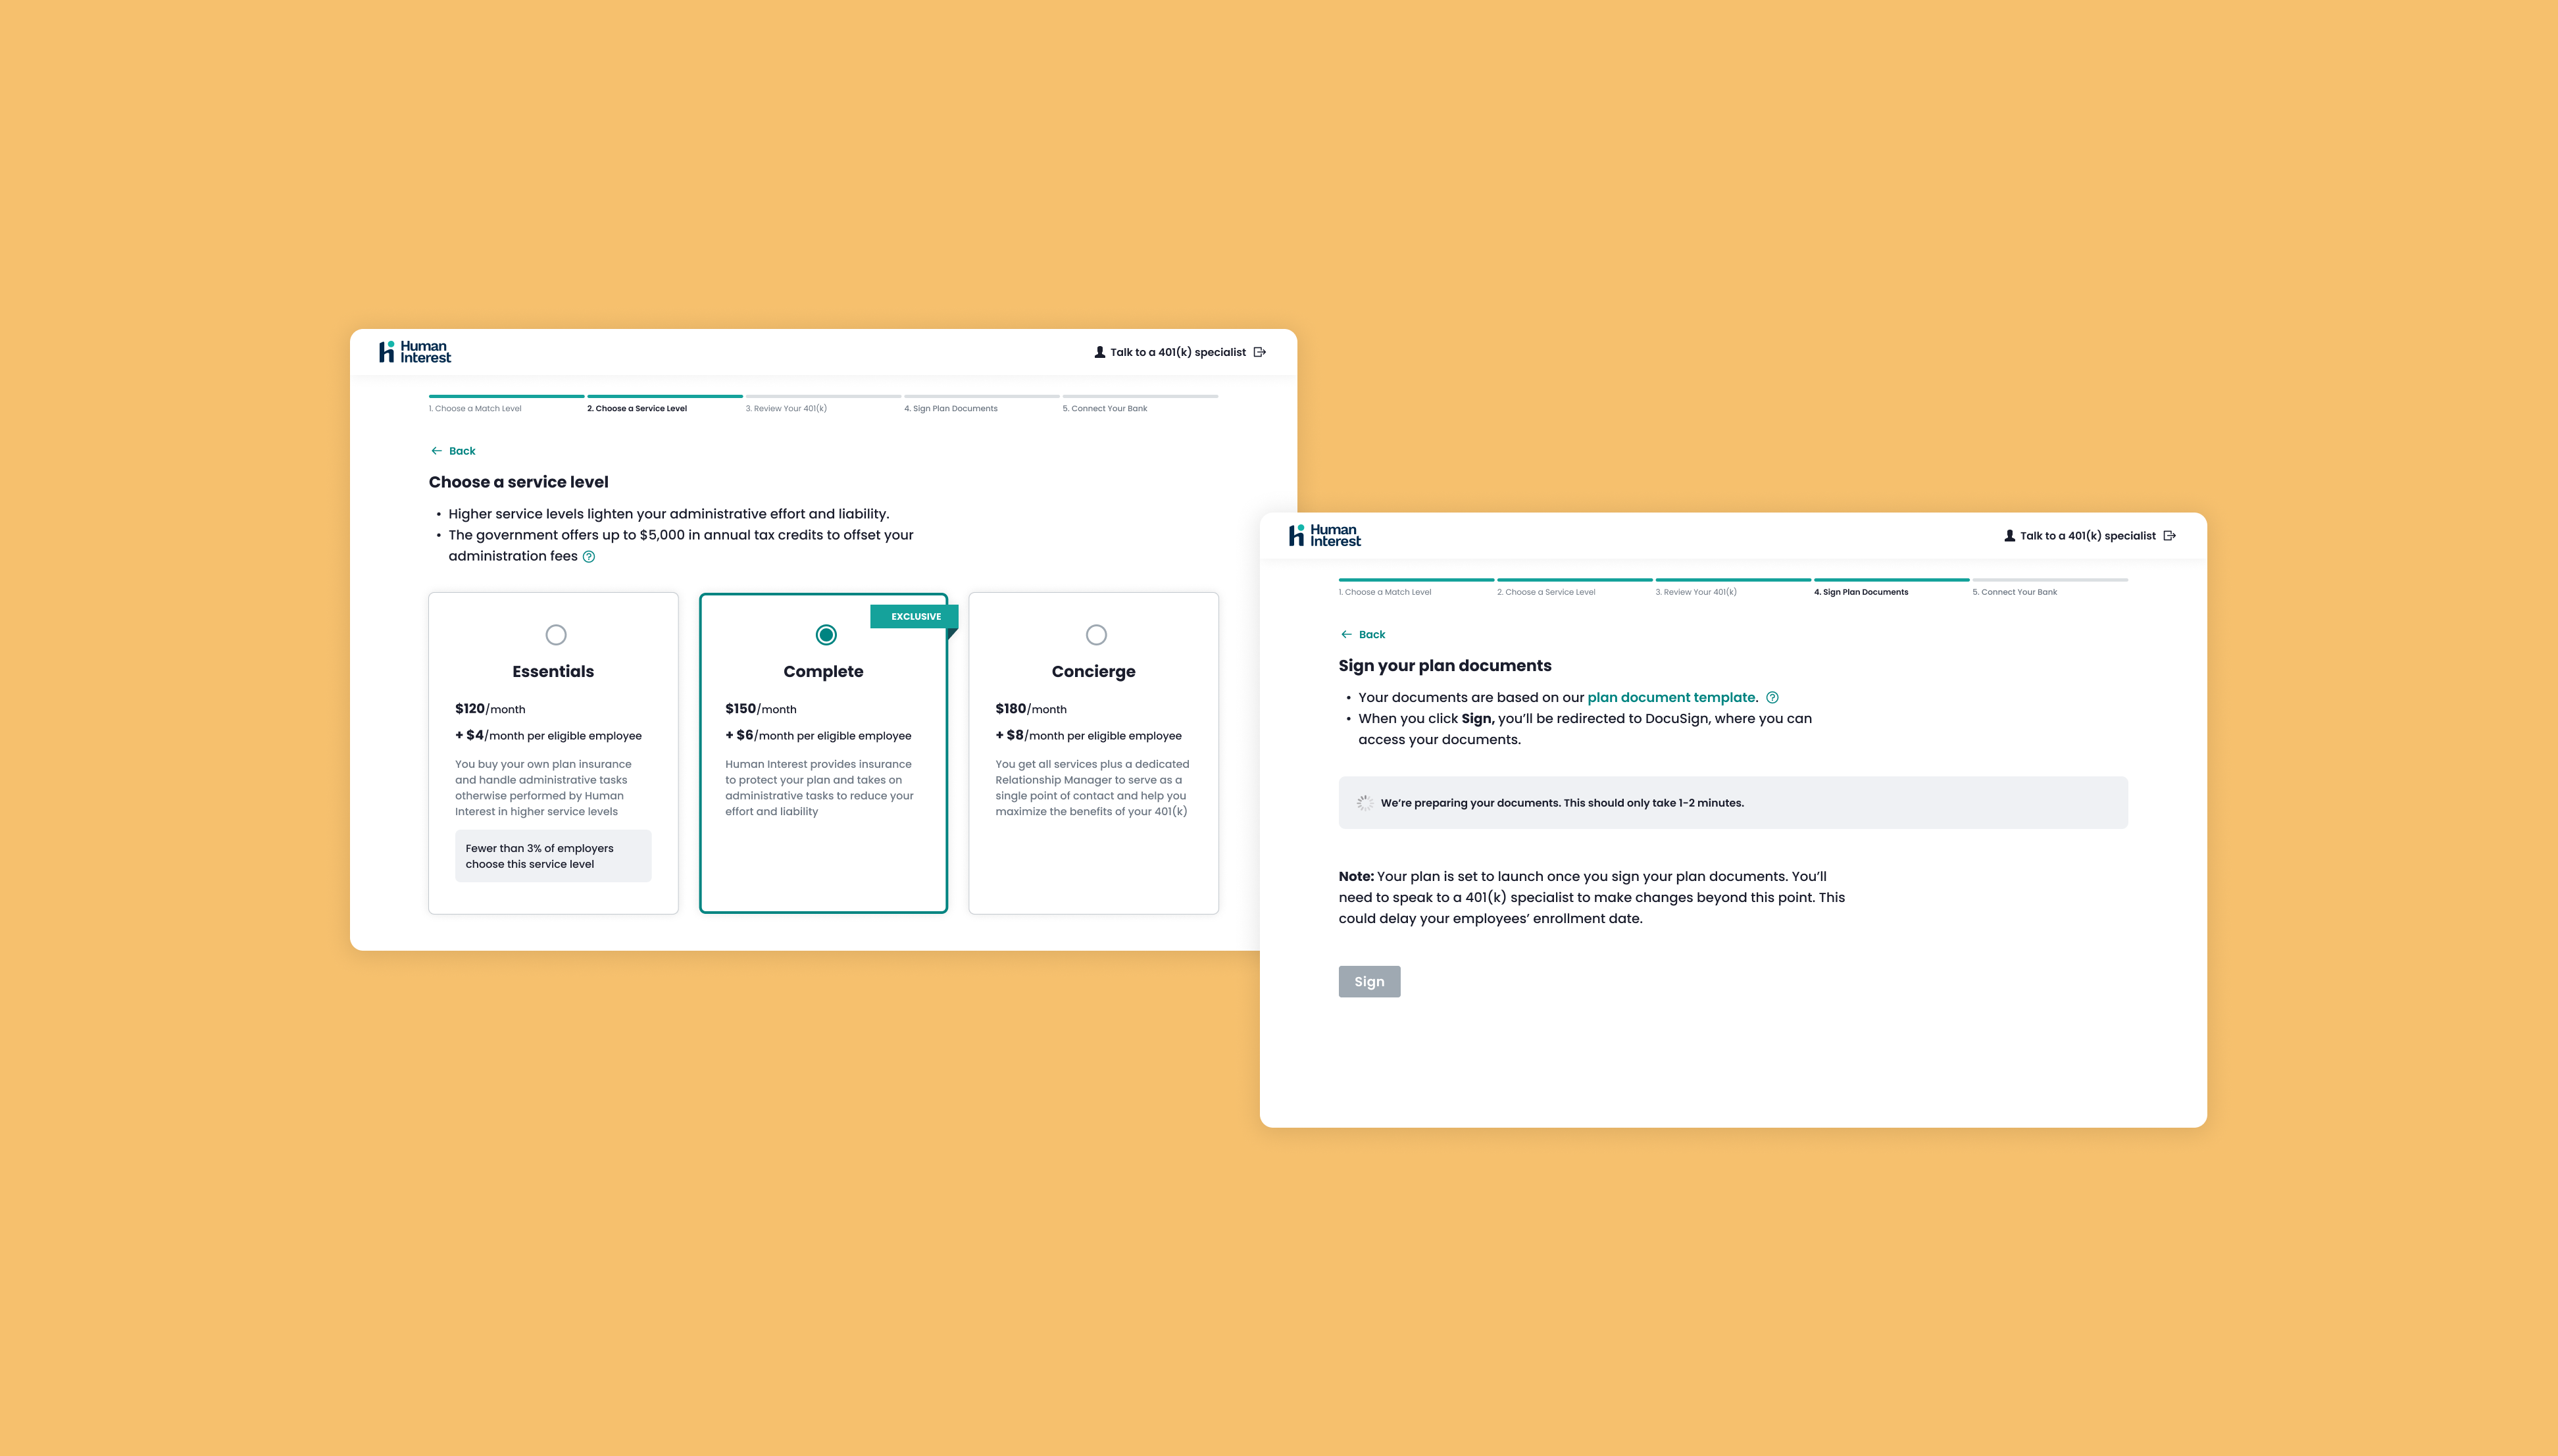 Human
Interest
Talk to a 401(k) specialist
1. Choose a Match Level
2. Choose a Service Level
3. Review Your 401(k)
4. Sign Plan Documents
5. Connect Your Bank
← Back
Choose a service level
• Higher service levels lighten your administrative effort and liability.
• The government offers up to $5,000 in annual tax credits to offset your
administration fees ?
Essentials
$120/month
+ $4/month per eligible employee
You buy your own plan insurance
and handle administrative tasks
otherwise performed by Human
Interest in higher service levels
Fewer than 3% of employers
choose this service level
EXCLUSIVE
Complete
$150/month
+ $6/month per eligible employee
Human Interest provides insurance
to protect your plan and takes on
administrative tasks to reduce your
effort and liability
Concierge
$180/month
+ $8/month per eligible employee
You get all services plus a dedicated
Relationship Manager to serve as a
single point of contact and help you
maximize the benefits of your 401(k)
Human
Interest
Talk to a 401(k) specialist
1. Choose a Match Level
2. Choose a Service Level
3. Review Your 401(k)
4. Sign Plan Documents
5. Connect Your Bank
← Back
Sign your plan documents
• Your documents are based on our plan document template. ?
• When you click Sign, you’ll be redirected to DocuSign, where you can
access your documents.
We’re preparing your documents. This should only take 1-2 minutes.
Note: Your plan is set to launch once you sign your plan documents. You’ll
need to speak to a 401(k) specialist to make changes beyond this point. This
could delay your employees’ enrollment date.
Sign